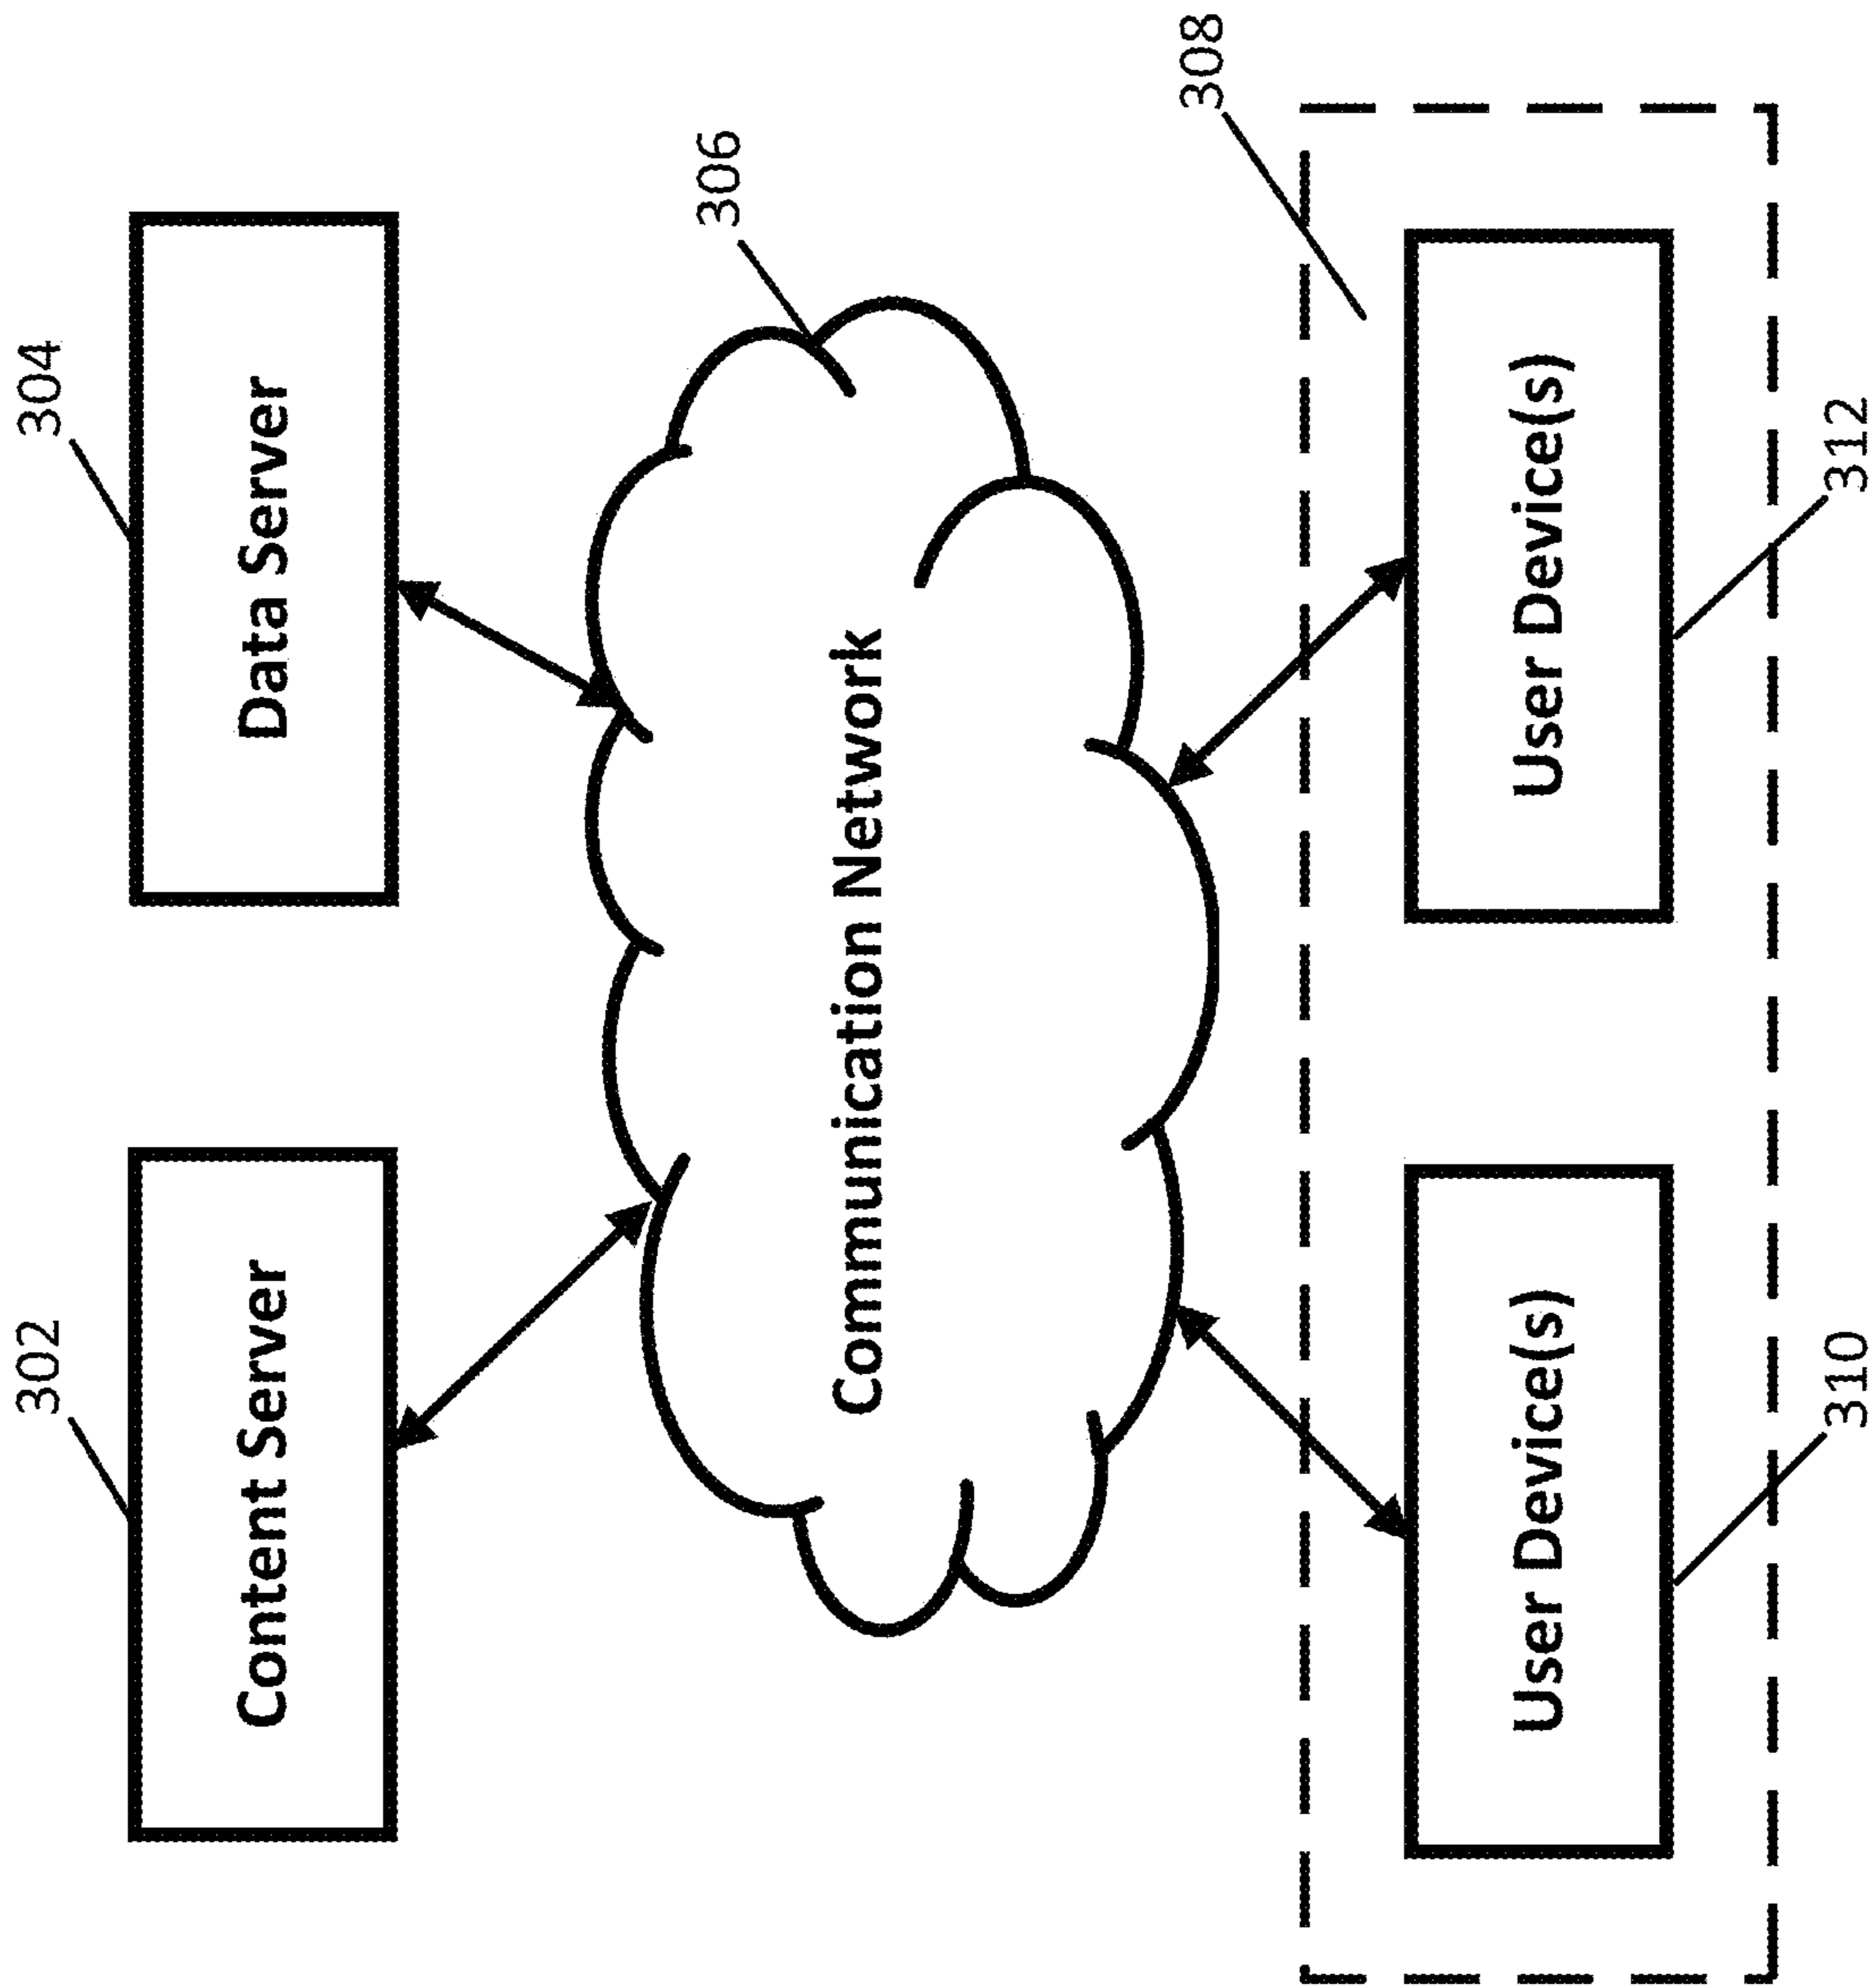 302
304
Content Server
Data Server
306
Communication Network
308
User Device(s)
User Device(s)
310
312